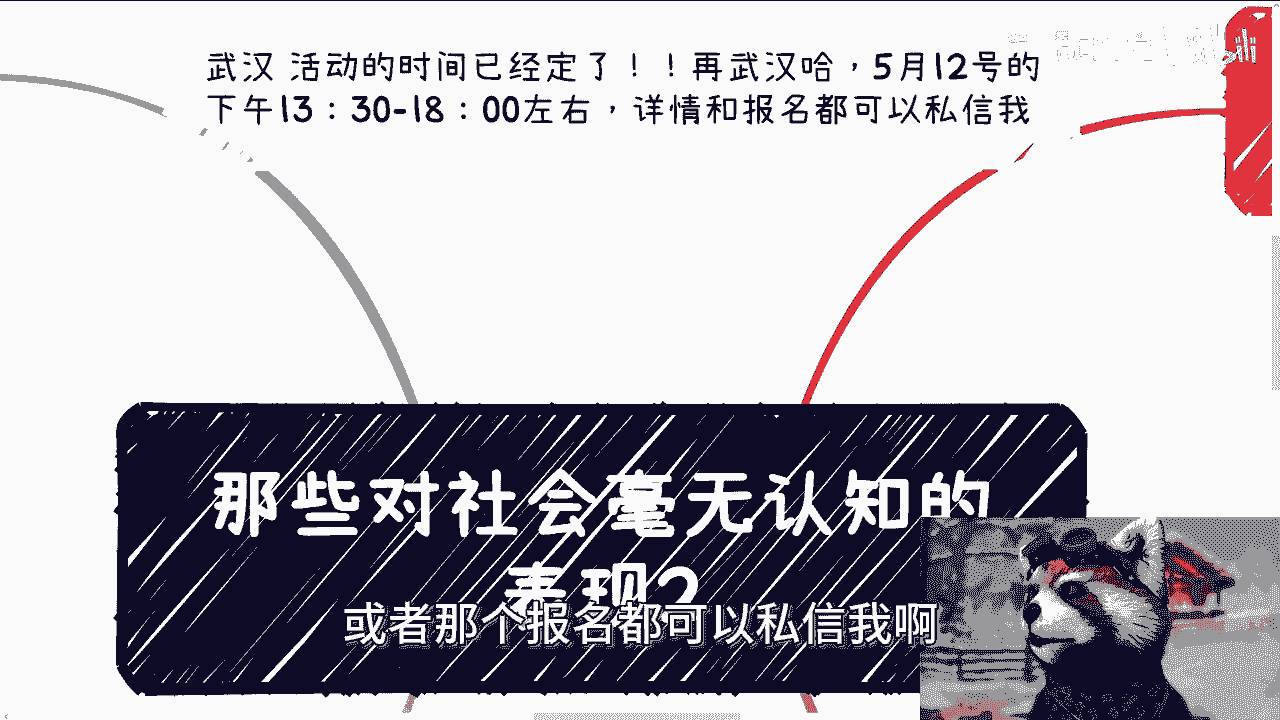 武汉 活动的时间已经定了！！再武汉哈，5月12号的
下午13：30-18：00左右，详情和报名都可以私信我
那些对社会毫无认知的
表现？
或者那个报名都可以私信我啊